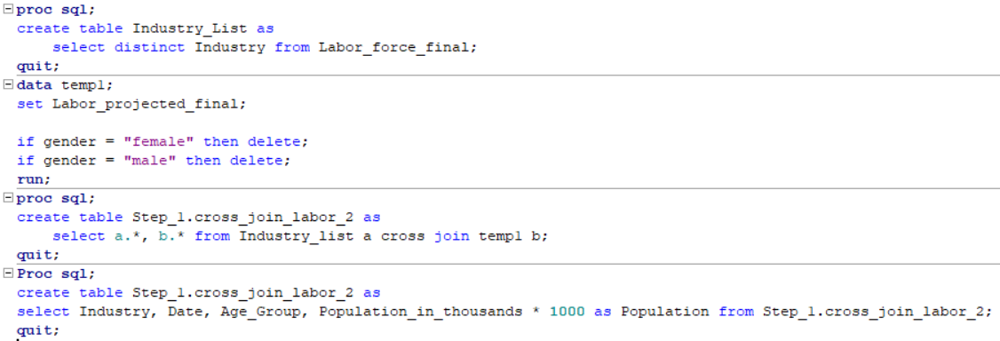 proc sql;
create table Industry_List as
select distinct Industry from Labor_force_final;
quit;
data temp1;
set Labor_projected_final;
if gender = "female" then delete;
if gender = "male" then delete;
run;
proc sql;
create table Step_1.cross_join_labor_2 as
select a.*, b.* from Industry_list a cross join temp1 b;
quit;
Proc sql;
create table Step_1.cross_join_labor_2 as
select Industry, Date, Age_Group, Population_in_thousands * 1000 as Population from Step_1.cross_join_labor_2;
quit;